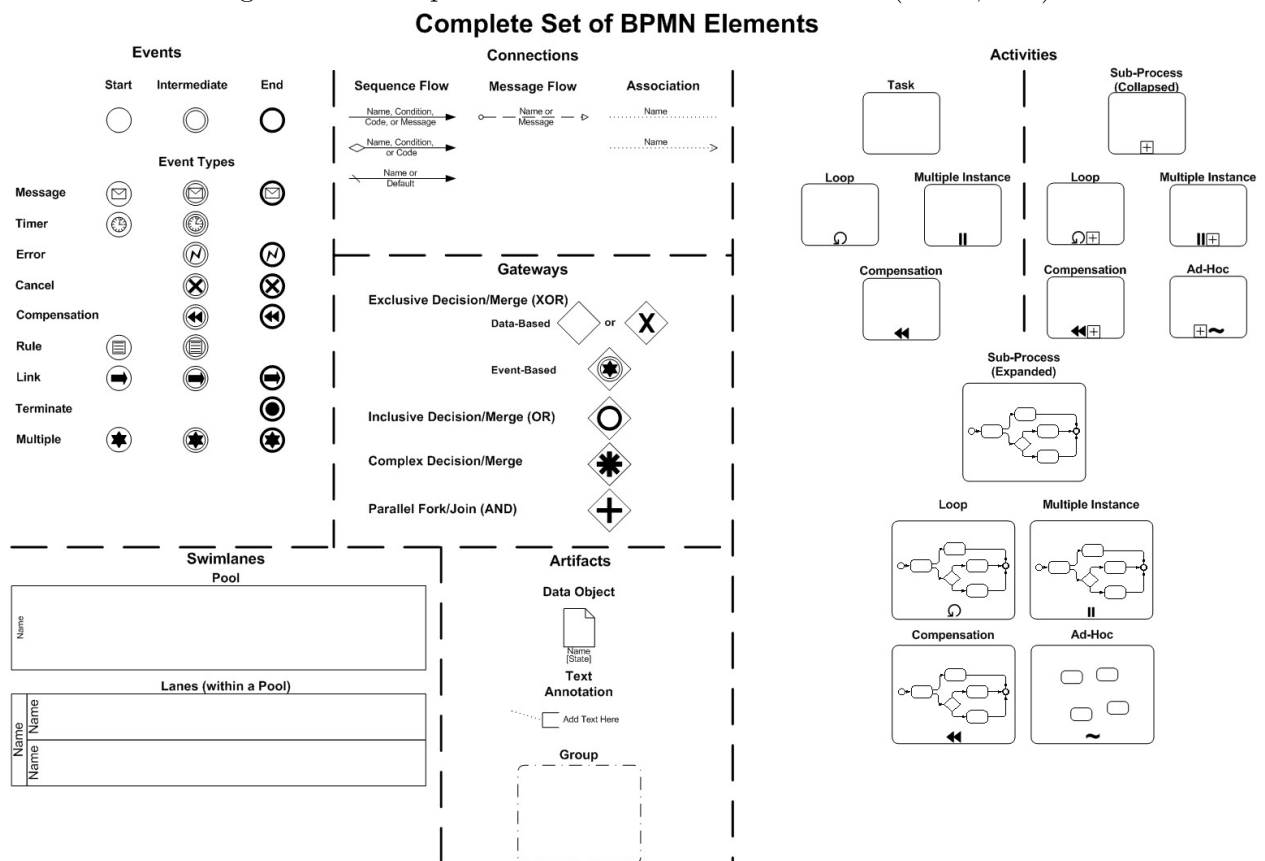 Complete Set of BPMN Elements
Events
Start Intermediate End
Event Types
Message
Timer
Error
Cancel
Compensation
Rule
Link
Terminate
Multiple
Connections
Sequence Flow Message Flow Association
Name, Condition,
Code, or Message
Name or
Message
Name
Name, Condition,
or Code
Name
Name or
Default
Gateways
Exclusive Decision/Merge (XOR)
Data-Based or X
Event-Based
Inclusive Decision/Merge (OR)
Complex Decision/Merge
Parallel Fork/Join (AND)
Activities
Task
Sub-Process
(Collapsed)
Loop Multiple Instance Loop Multiple Instance
Compensation Compensation Ad-Hoc
Sub-Process
(Expanded)
Loop Multiple Instance
Compensation Ad-Hoc
Swimlanes
Pool
Name
Lanes (within a Pool)
Name
Name
Name
Artifacts
Data Object
Name
[State]
Text
Annotation
Add Text Here
Group